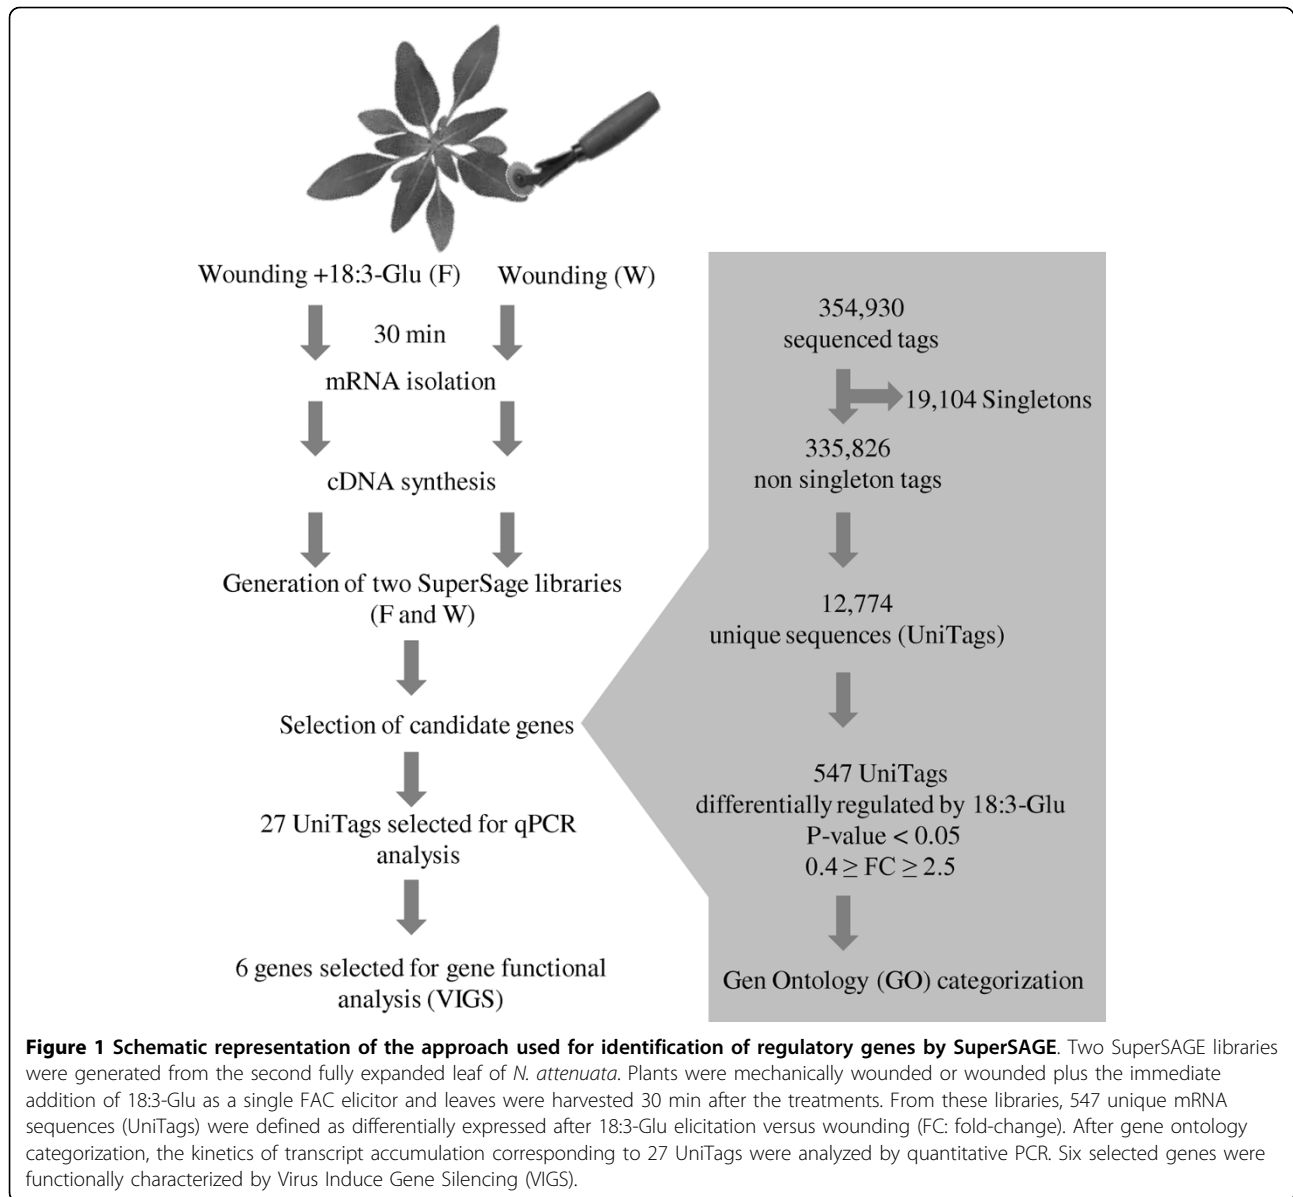 Wounding +18:3-Glu (F)
Wounding (W)
30 min
mRNA isolation
cDNA synthesis
Generation of two SuperSage libraries
(F and W)
Selection of candidate genes
27 UniTags selected for qPCR
analysis
6 genes selected for gene functional
analysis (VIGS)
354,930
sequenced tags
19,104 Singletons
335,826
non singleton tags
12,774
unique sequences (UniTags)
547 UniTags
differentially regulated by 18:3-Glu
P-value < 0.05
0.4 ≥ FC ≥ 2.5
Gen Ontology (GO) categorization
Figure 1 Schematic representation of the approach used for identification of regulatory genes by SuperSAGE. Two SuperSAGE libraries
were generated from the second fully expanded leaf of N. attenuata. Plants were mechanically wounded or wounded plus the immediate
addition of 18:3-Glu as a single FAC elicitor and leaves were harvested 30 min after the treatments. From these libraries, 547 unique mRNA
sequences (UniTags) were defined as differentially expressed after 18:3-Glu elicitation versus wounding (FC: fold-change). After gene ontology
categorization, the kinetics of transcript accumulation corresponding to 27 UniTags were analyzed by quantitative PCR. Six selected genes were
functionally characterized by Virus Induce Gene Silencing (VIGS).